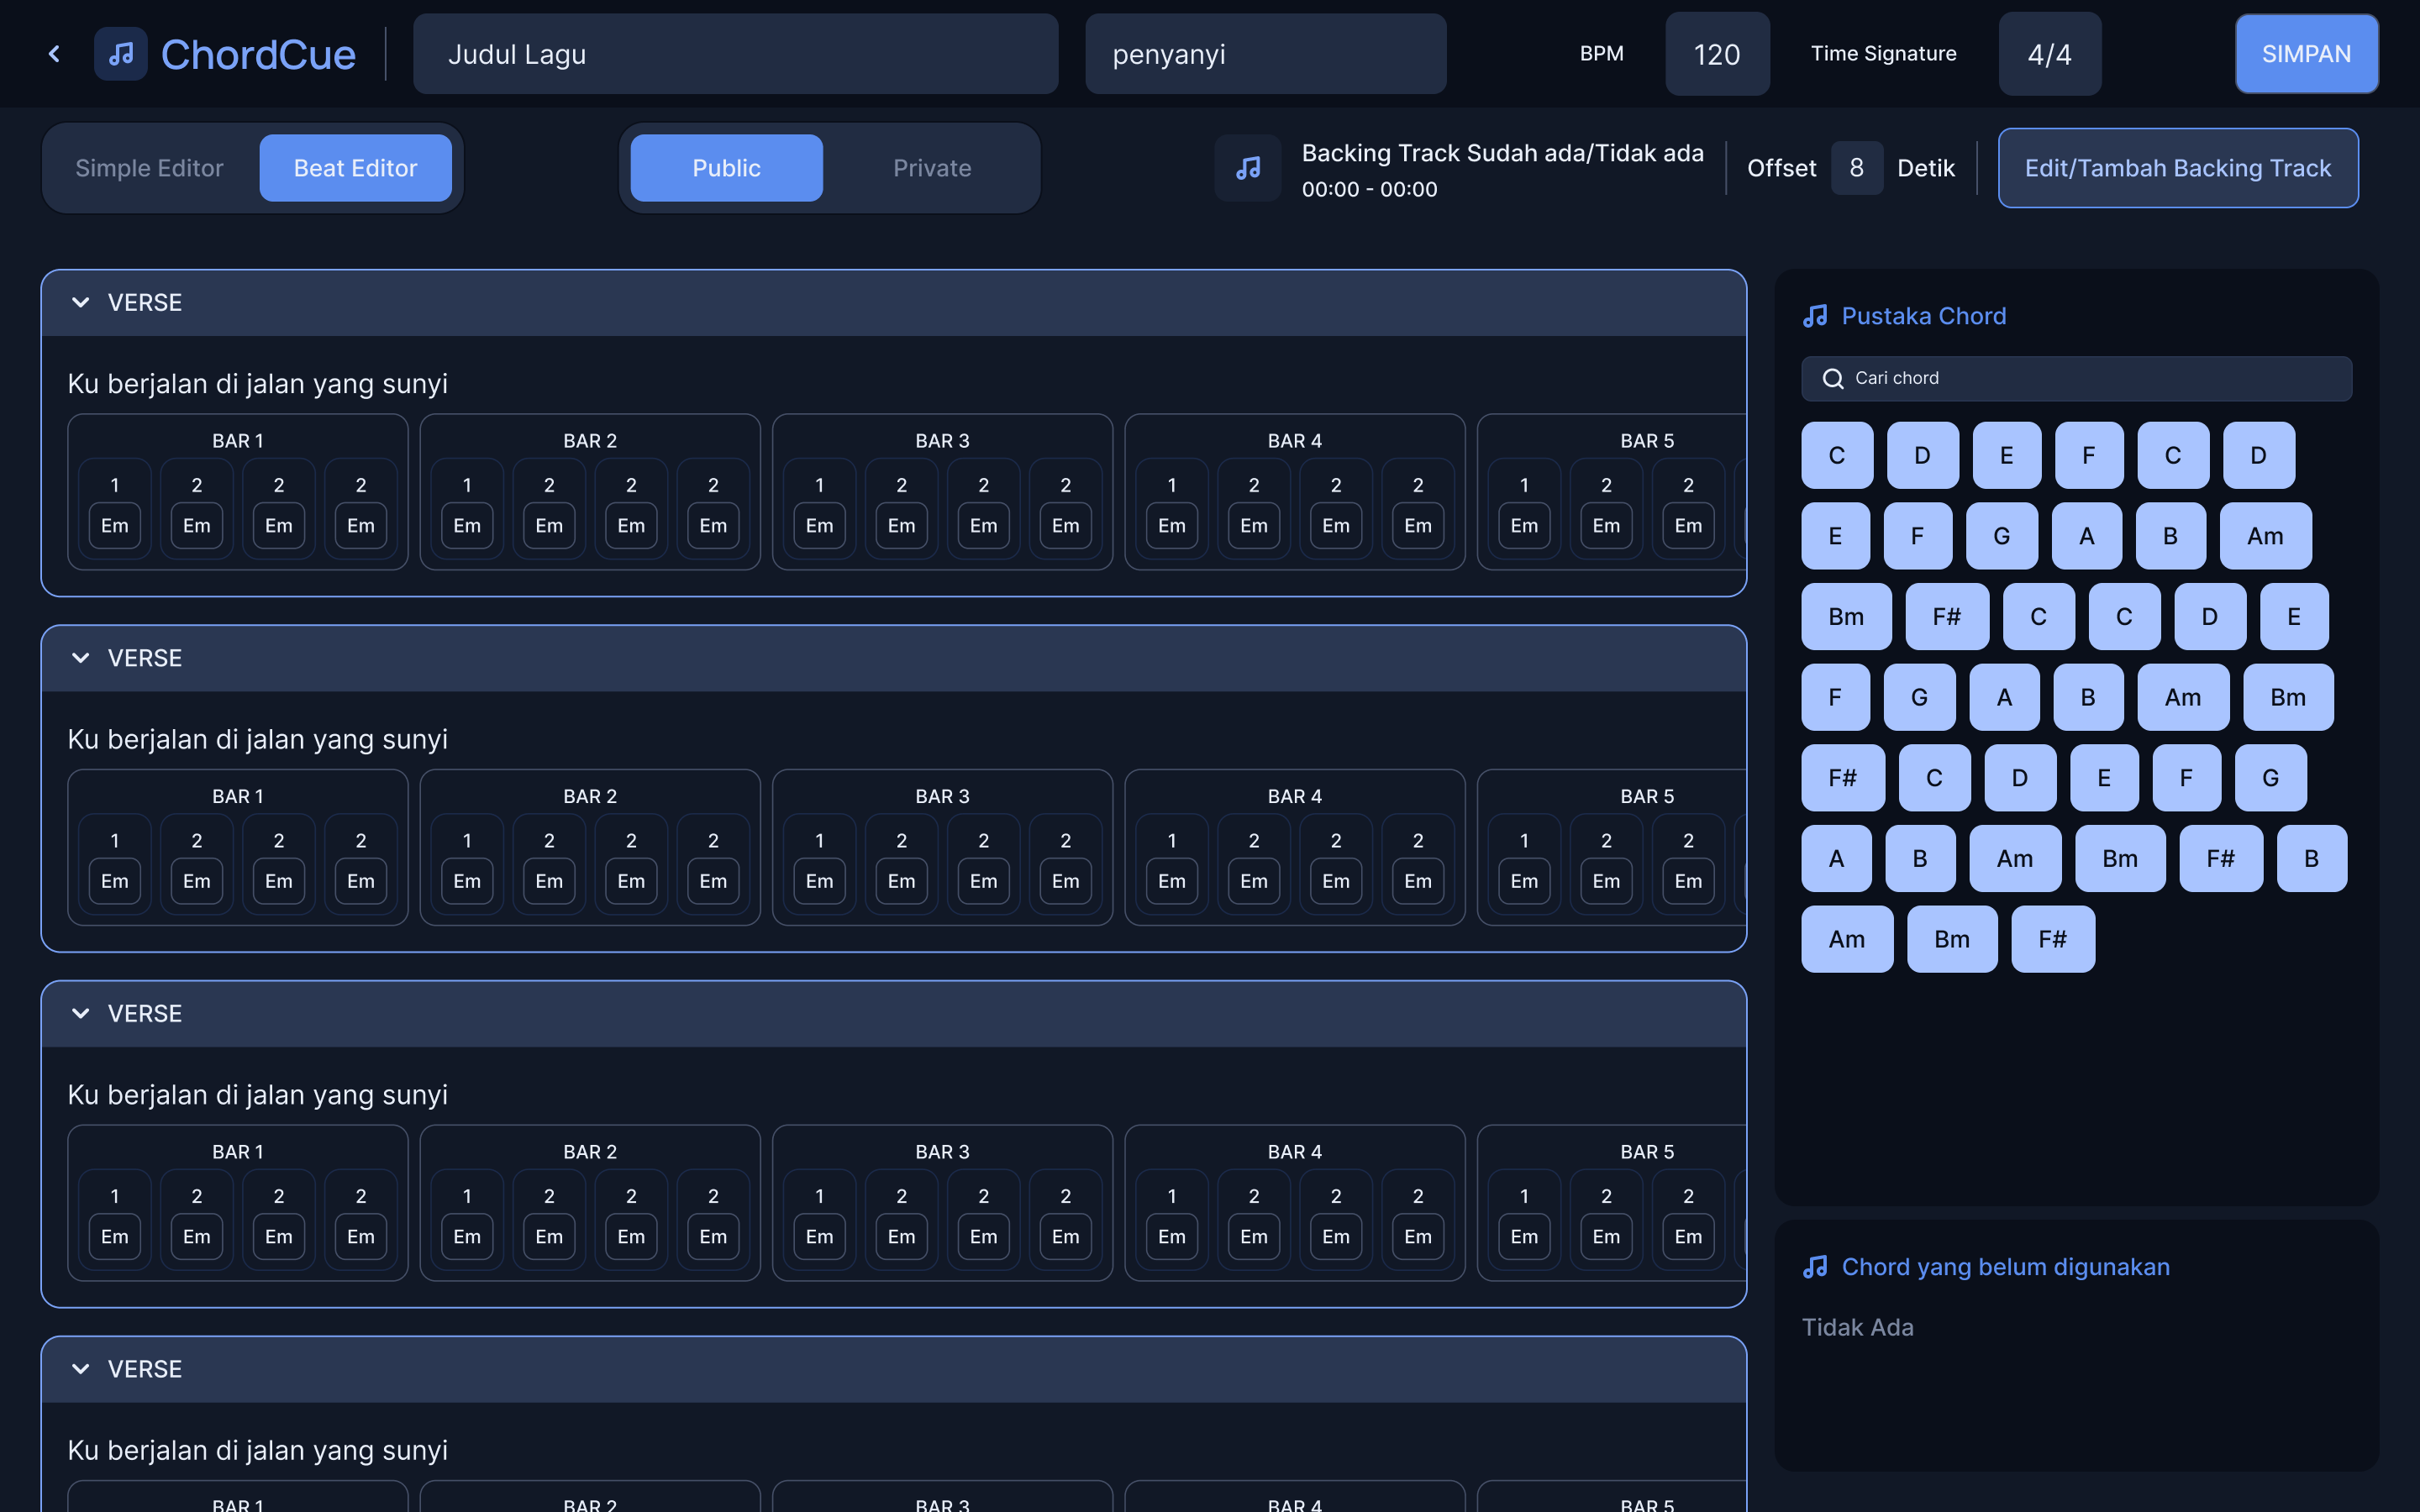 ChordCue
Judul Lagu
penyanyi
BPM 120 Time Signature 4/4 SIMPAN
Simple Editor Beat Editor
Public Private
Backing Track Sudah ada/Tidak ada
00:00 - 00:00
Offset 8 Detik
Edit/Tambah Backing Track
VERSE
Ku berjalan di jalan yang sunyi
BAR 1 BAR 2 BAR 3 BAR 4 BAR 5
1 2 2 2 1 2 2 2 1 2 2 2 1 2 2 2 1 2 2
Em Em Em Em Em Em Em Em Em Em Em Em Em Em Em Em Em Em Em
VERSE
Ku berjalan di jalan yang sunyi
BAR 1 BAR 2 BAR 3 BAR 4 BAR 5
1 2 2 2 1 2 2 2 1 2 2 2 1 2 2 2 1 2 2
Em Em Em Em Em Em Em Em Em Em Em Em Em Em Em Em Em Em Em
VERSE
Ku berjalan di jalan yang sunyi
BAR 1 BAR 2 BAR 3 BAR 4 BAR 5
1 2 2 2 1 2 2 2 1 2 2 2 1 2 2 2 1 2 2
Em Em Em Em Em Em Em Em Em Em Em Em Em Em Em Em Em Em Em
VERSE
Ku berjalan di jalan yang sunyi
BAR 1 BAR 2 BAR 3 BAR 4 BAR 5
Pustaka Chord
Cari chord
C D E F C D
E F G A B Am
Bm F# C C D E
F G A B Am Bm
F# C D E F G
A B Am Bm F# B
Am Bm F#
Chord yang belum digunakan
Tidak Ada